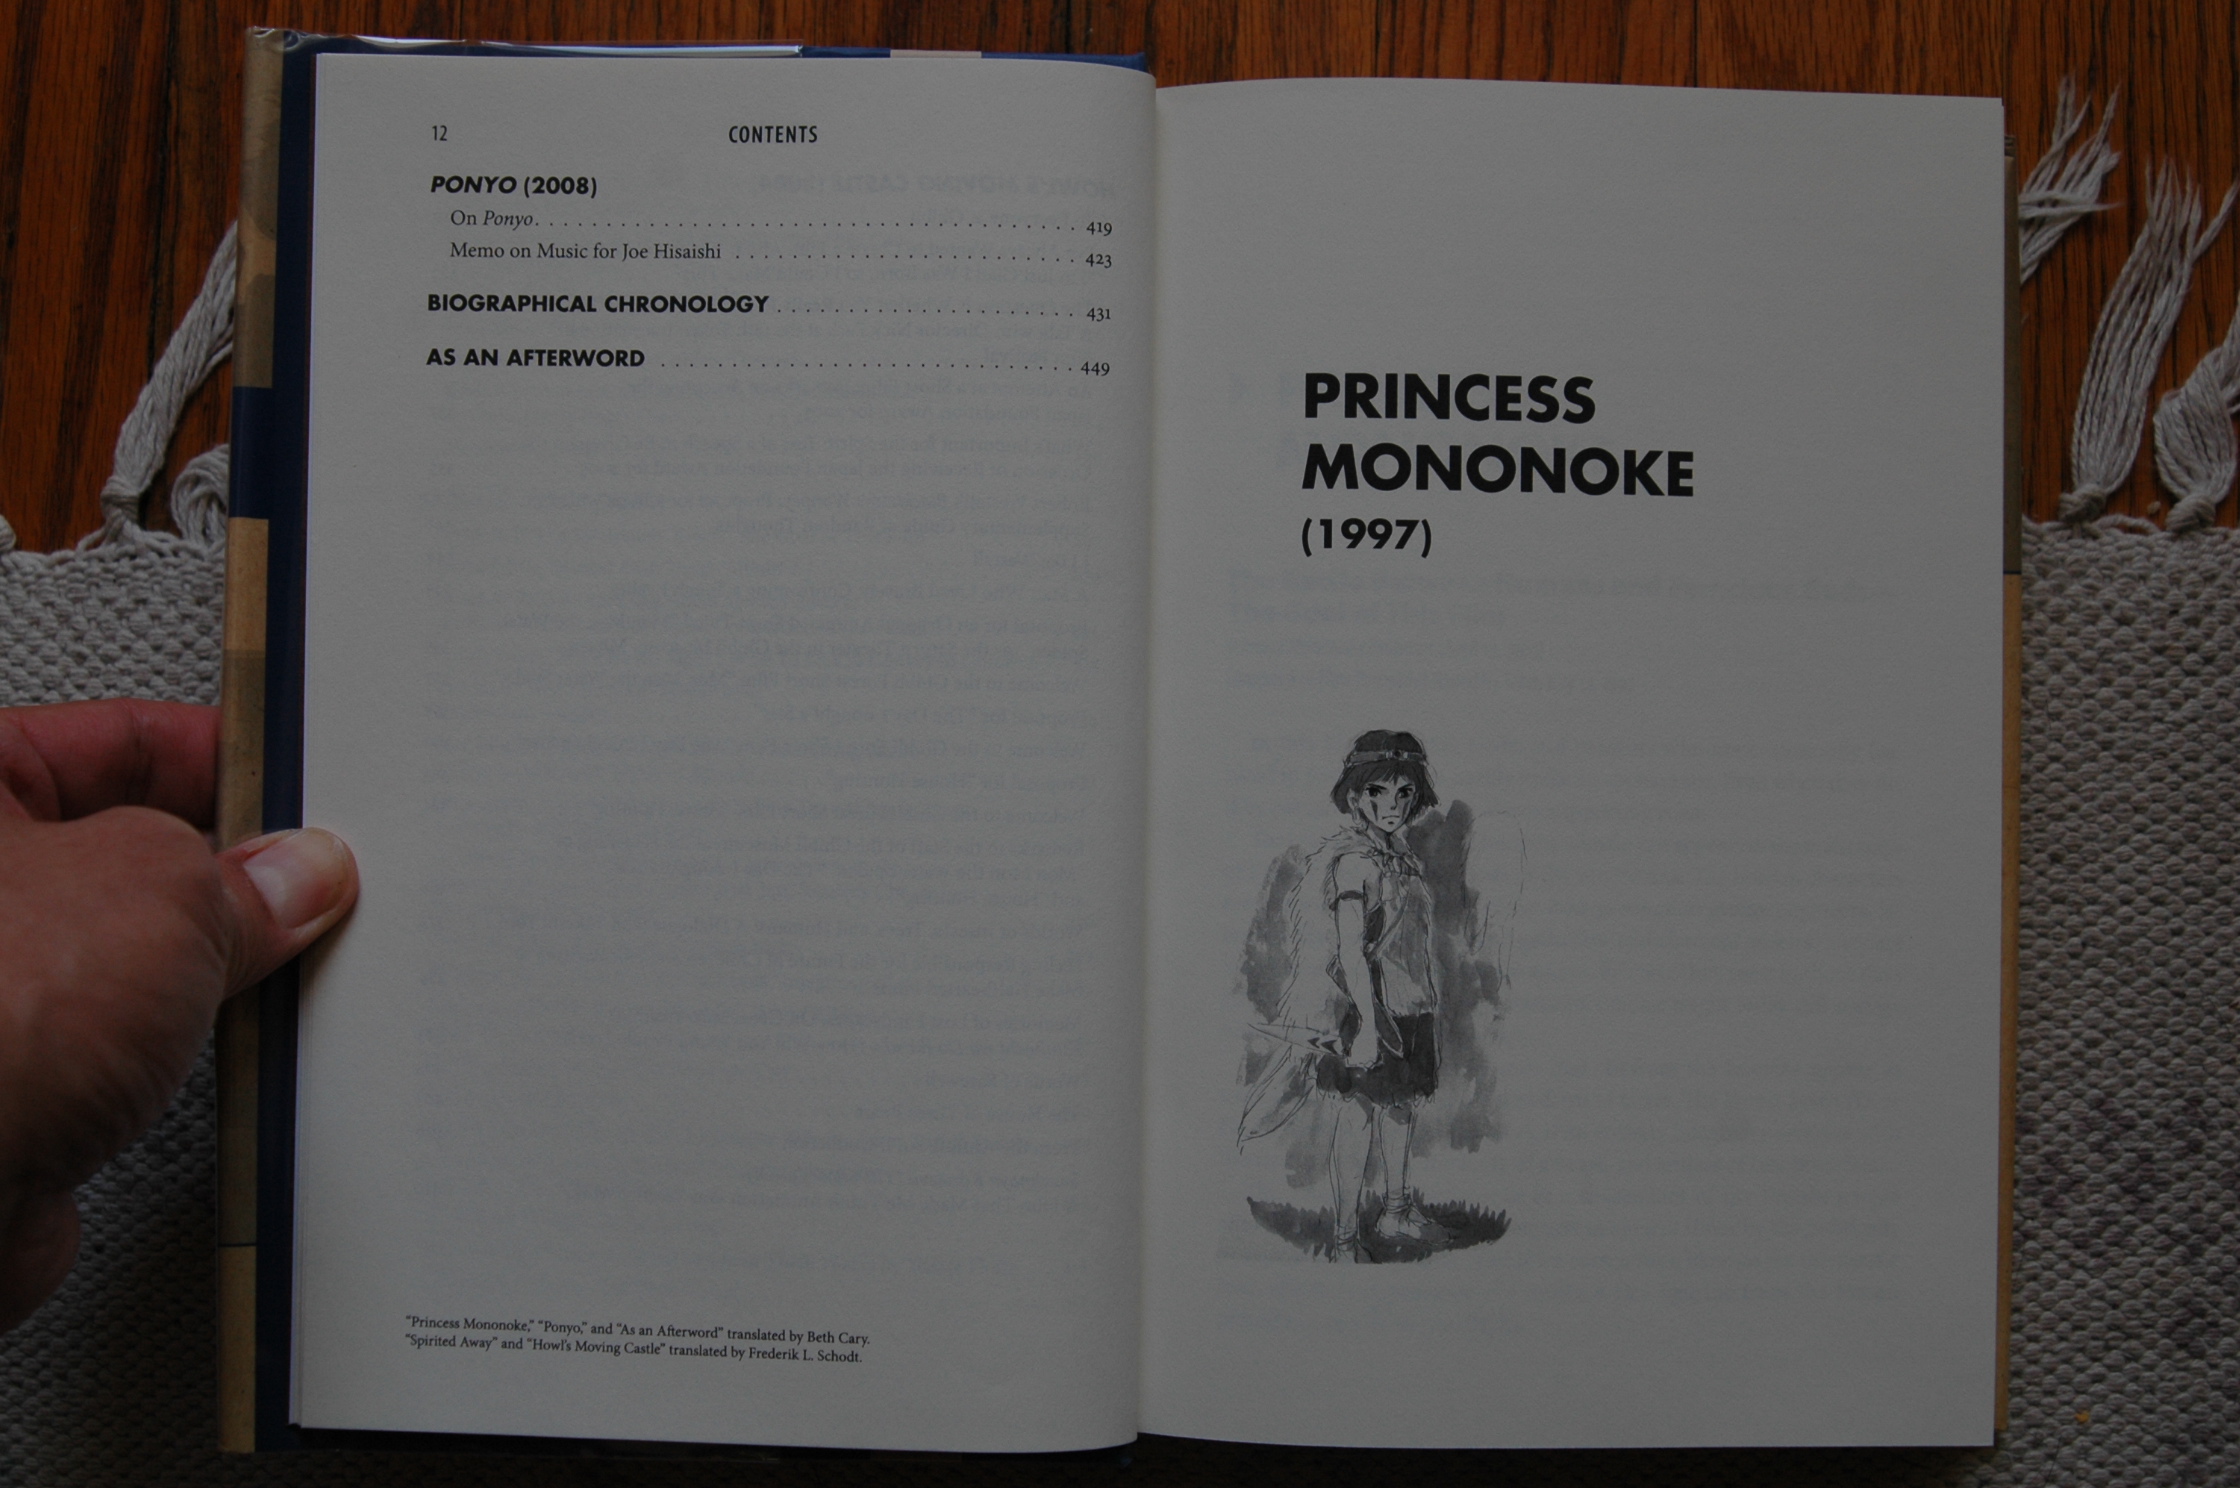 12
CONTENTS
PONYO (2008)
On Ponyo. . . . . . . . . . . . . . . . . . . . . . . . . . . . . . . . . . . . . . 419
Memo on Music for Joe Hisaishi . . . . . . . . . . . . . . . . . . . . . . . . 423
BIOGRAPHICAL CHRONOLOGY . . . . . . . . . . . . . . . . . . . . . 431
AS AN AFTERWORD . . . . . . . . . . . . . . . . . . . . . . . . . . . . . 449
"Princess Mononoke," "Ponyo," and "As an Afterword" translated by Beth Cary.
"Spirited Away" and "Howl's Moving Castle" translated by Frederik L. Schodt.
PRINCESS
MONONOKE
(1997)